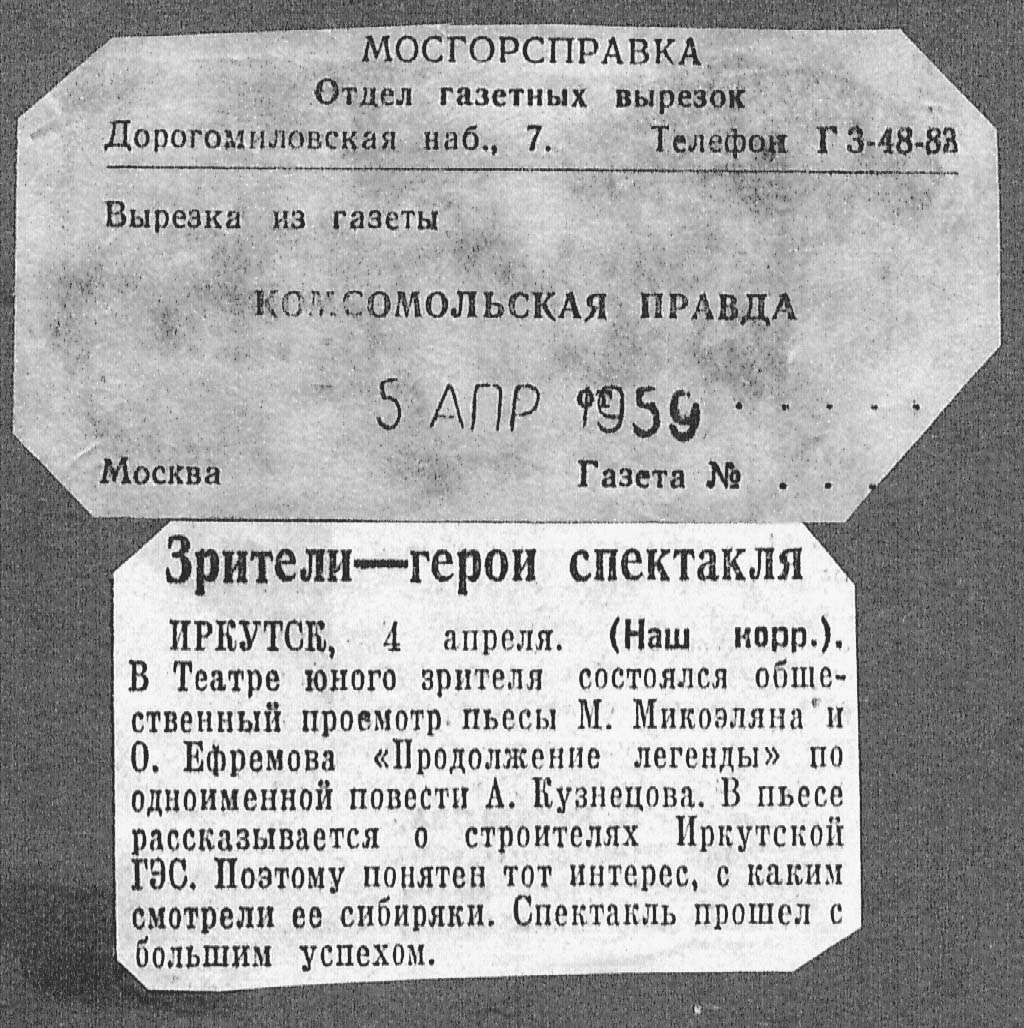 МОСГОРСПРАВКА
Отдел газетных вырезок
Дорогомиловская наб., 7. Телефон Г 3-48-83
Вырезка из газеты
КОМСОМОЛЬСКАЯ ПРАВДА
5 АПР 1959 . . . . .
Москва Газета № . . .
Зрители—герои спектакля
ИРКУТСК, 4 апреля. (Наш корр.).
В Театре юного зрителя состоялся обще-
ственный просмотр пьесы М. Микоэляна и
О. Ефремова «Продолжение легенды» по
одноименной повести А. Кузнецова. В пьесе
рассказывается о строителях Иркутской
ГЭС. Поэтому понятен тот интерес, с каким
смотрели ее сибиряки. Спектакль прошел с
большим успехом.